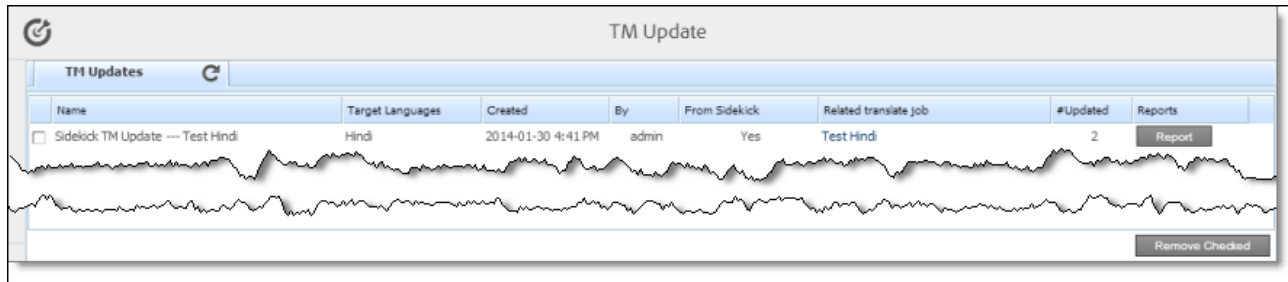 TM Update
TM Updates
Name Target Languages Created By From Sidekick Related translate job #Updated Reports
Sidekick TM Update --- Test Hindi Hindi 2014-01-30 4:41 PM admin Yes Test Hindi 2 Report
Remove Checked